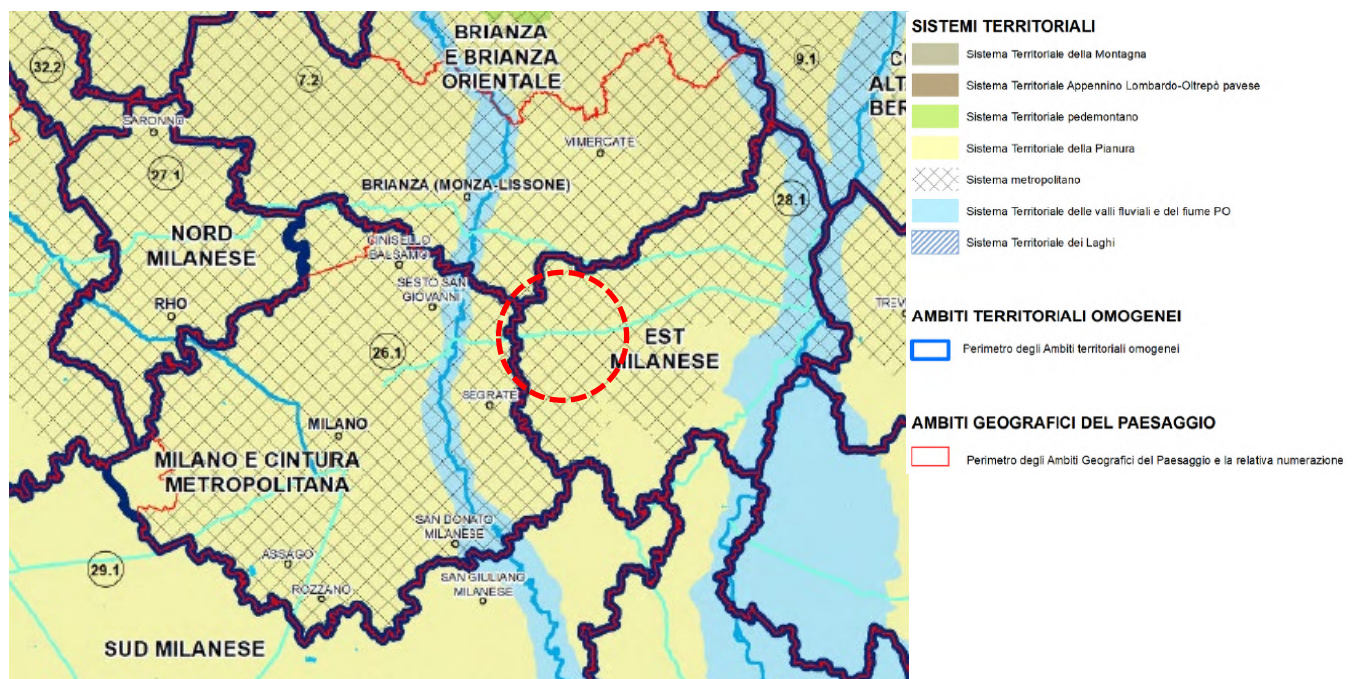 BRIANZA
E BRIANZA
ORIENTALE
32.2
7.2
9.1
ALT
BER
SARONNO
VIMERCATE
27.1
BRIANZA (MONZA-LISSONE)
28.1
NORD
MILANESE
CINISELLO
BALSAMO
SESTO SAN
GIOVANNI
RHO
TREV
26.1
EST
MILANESE
SEGRATE
MILANO
MILANO E CINTURA
METROPOLITANA
SAN DONATO
MILANESE
ASSAGO
29.1
ROZZANO
SAN GIULIANO
MILANESE
SUD MILANESE
SISTEMI TERRITORIALI
Sistema Territoriale della Montagna
Sistema Territoriale Appennino Lombardo-Oltrepò pavese
Sistema Territoriale pedemontano
Sistema Territoriale della Pianura
Sistema metropolitano
Sistema Territoriale delle valli fluviali e del fiume PO
Sistema Territoriale dei Laghi
AMBITI TERRITORIALI OMOGENEI
Perimetro degli Ambiti territoriali omogenei
AMBITI GEOGRAFICI DEL PAESAGGIO
Perimetro degli Ambiti Geografici del Paesaggio e la relativa numerazione